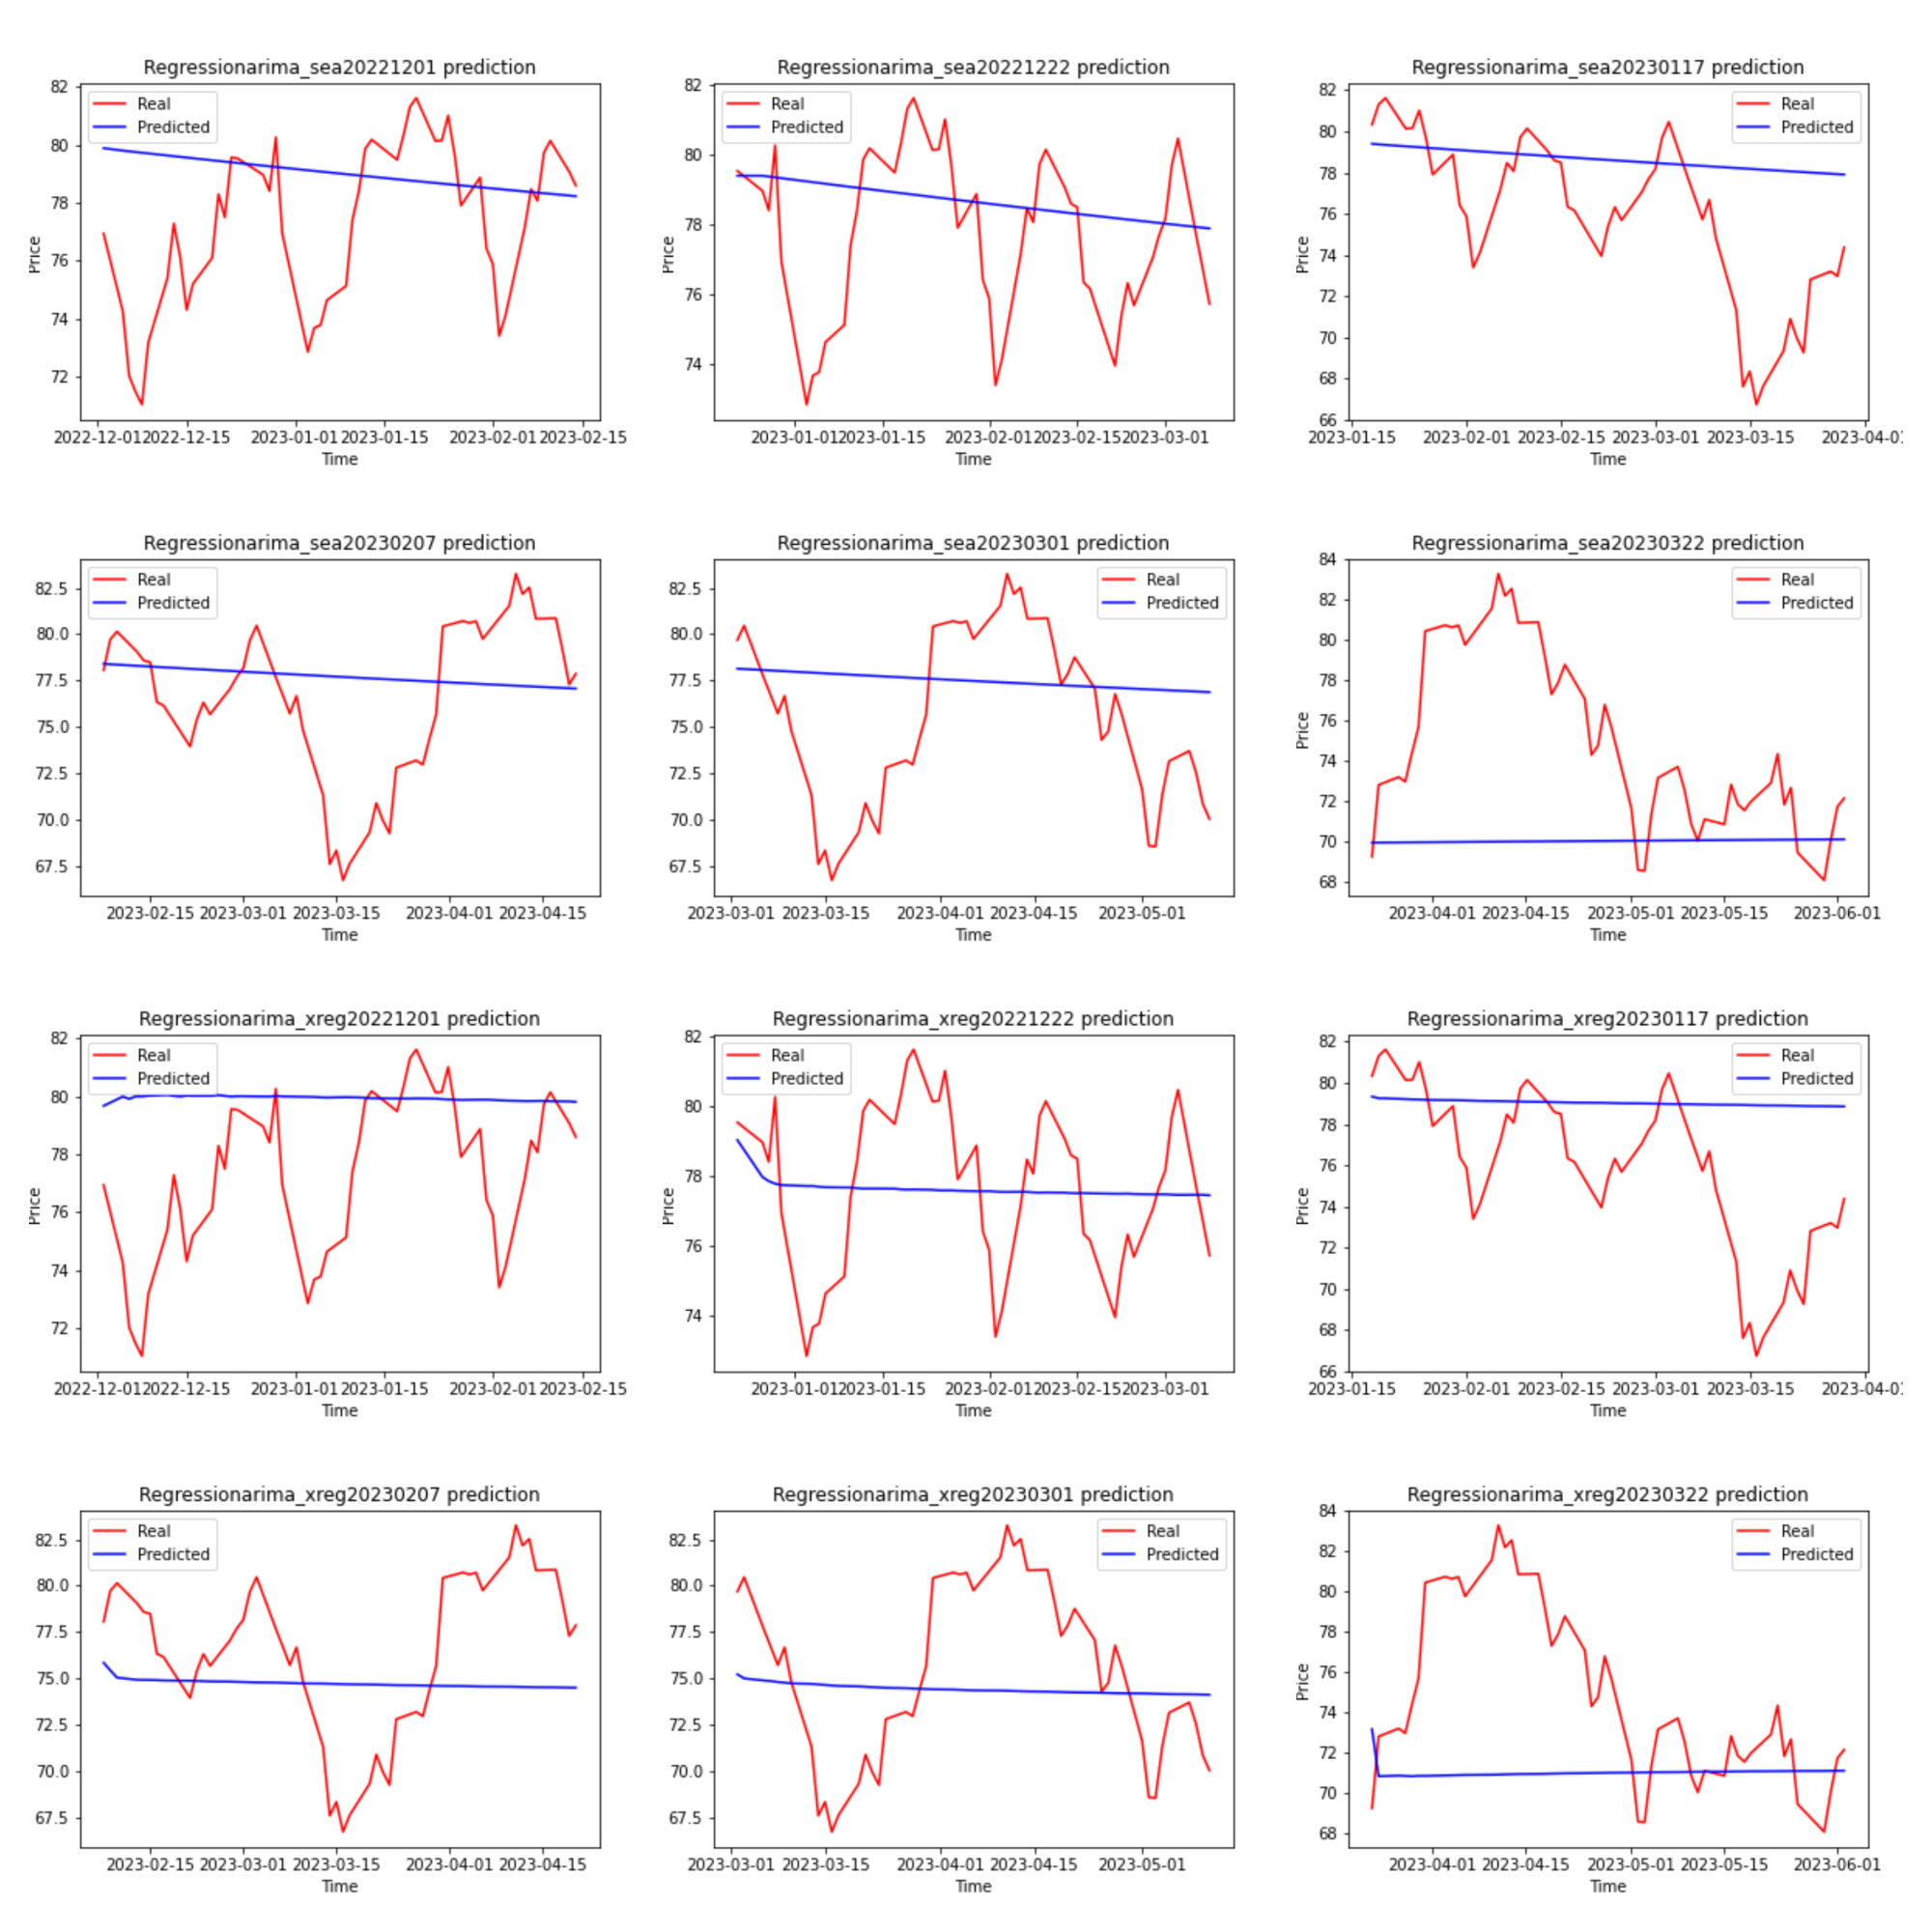 Regressionarima_sea20221201 prediction
Real
Predicted
82
80
78
76
74
72
Price
2022-12-01 2022-12-15 2023-01-01 2023-01-15 2023-02-01 2023-02-15
Time
Regressionarima_sea20221222 prediction
Real
Predicted
82
80
78
76
74
Price
2023-01-01 2023-01-15 2023-02-01 2023-02-15 2023-03-01
Time
Regressionarima_sea20230117 prediction
Real
Predicted
82
80
78
76
74
72
70
68
66
Price
2023-01-15 2023-02-01 2023-02-15 2023-03-01 2023-03-15
Time
Regressionarima_sea20230207 prediction
Real
Predicted
82.5
80.0
77.5
75.0
72.5
70.0
67.5
Price
2023-02-15 2023-03-01 2023-03-15 2023-04-01 2023-04-15
Time
Regressionarima_sea20230301 prediction
Real
Predicted
82.5
80.0
77.5
75.0
72.5
70.0
67.5
Price
2023-03-01 2023-03-15 2023-04-01 2023-04-15 2023-05-01
Time
Regressionarima_sea20230322 prediction
Real
Predicted
84
82
80
78
76
74
72
70
68
Price
2023-04-01 2023-04-15 2023-05-01 2023-05-15 2023-06-01
Time
Regressionarima_xreg20221201 prediction
Real
Predicted
82
80
78
76
74
72
Price
2022-12-01 2022-12-15 2023-01-01 2023-01-15 2023-02-01 2023-02-15
Time
Regressionarima_xreg20221222 prediction
Real
Predicted
82
80
78
76
74
Price
2023-01-01 2023-01-15 2023-02-01 2023-02-15 2023-03-01
Time
Regressionarima_xreg20230117 prediction
Real
Predicted
82
80
78
76
74
72
70
68
66
Price
2023-01-15 2023-02-01 2023-02-15 2023-03-01 2023-03-15
Time
Regressionarima_xreg20230207 prediction
Real
Predicted
82.5
80.0
77.5
75.0
72.5
70.0
67.5
Price
2023-02-15 2023-03-01 2023-03-15 2023-04-01 2023-04-15
Time
Regressionarima_xreg20230301 prediction
Real
Predicted
82.5
80.0
77.5
75.0
72.5
70.0
67.5
Price
2023-03-01 2023-03-15 2023-04-01 2023-04-15 2023-05-01
Time
Regressionarima_xreg20230322 prediction
Real
Predicted
84
82
80
78
76
74
72
70
68
Price
2023-04-01 2023-04-15 2023-05-01 2023-05-15 2023-06-01
Time